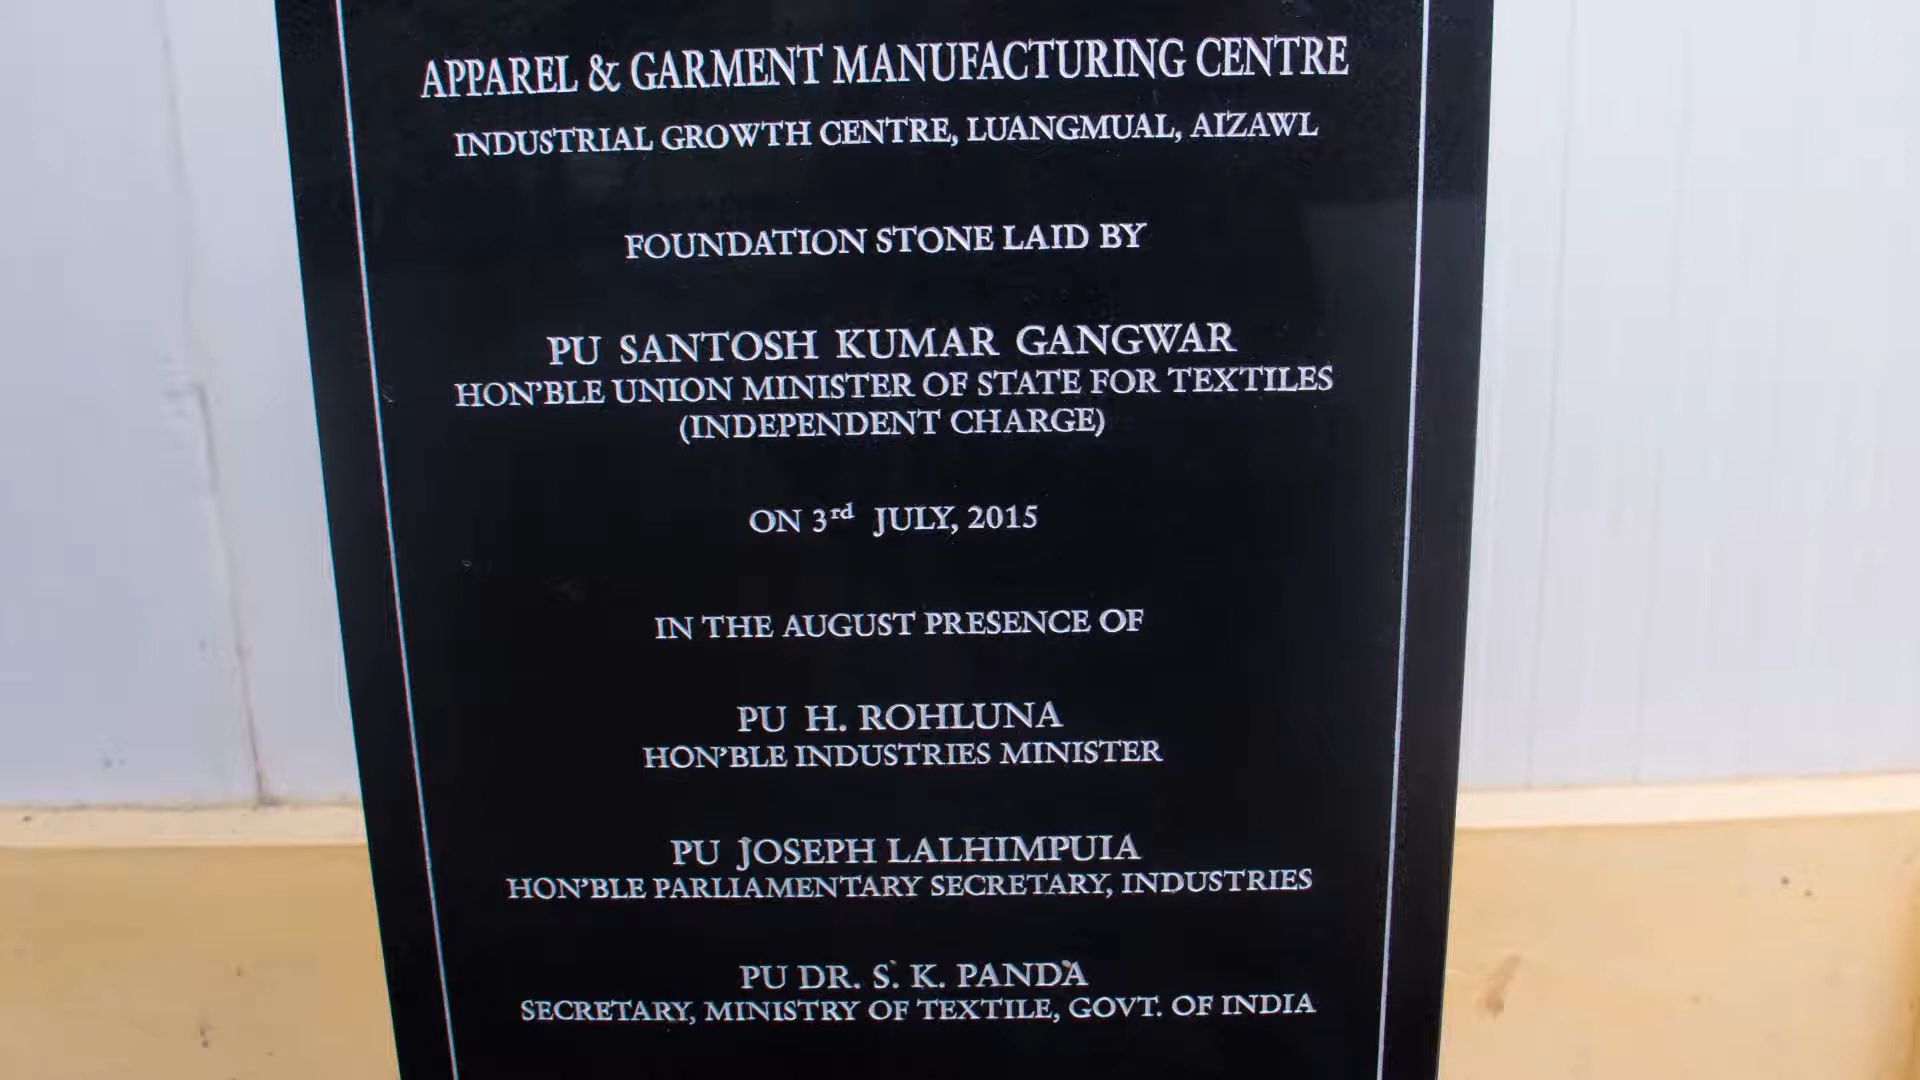 APPAREL & GARMENT MANUFACTURING CENTRE
INDUSTRIAL GROWTH CENTRE, LUANGMUAL, AIZAWL
FOUNDATION STONE LAID BY
PU SANTOSH KUMAR GANGWAR
HON'BLE UNION MINISTER OF STATE FOR TEXTILES
(INDEPENDENT CHARGE)
ON 3rd JULY, 2015
IN THE AUGUST PRESENCE OF
PU H. ROHLUNA
HON'BLE INDUSTRIES MINISTER
PU JOSEPH LALHIMPUIA
HON'BLE PARLIAMENTARY SECRETARY, INDUSTRIES
PU DR. S. K. PANDA
SECRETARY, MINISTRY OF TEXTILE, GOVT. OF INDIA